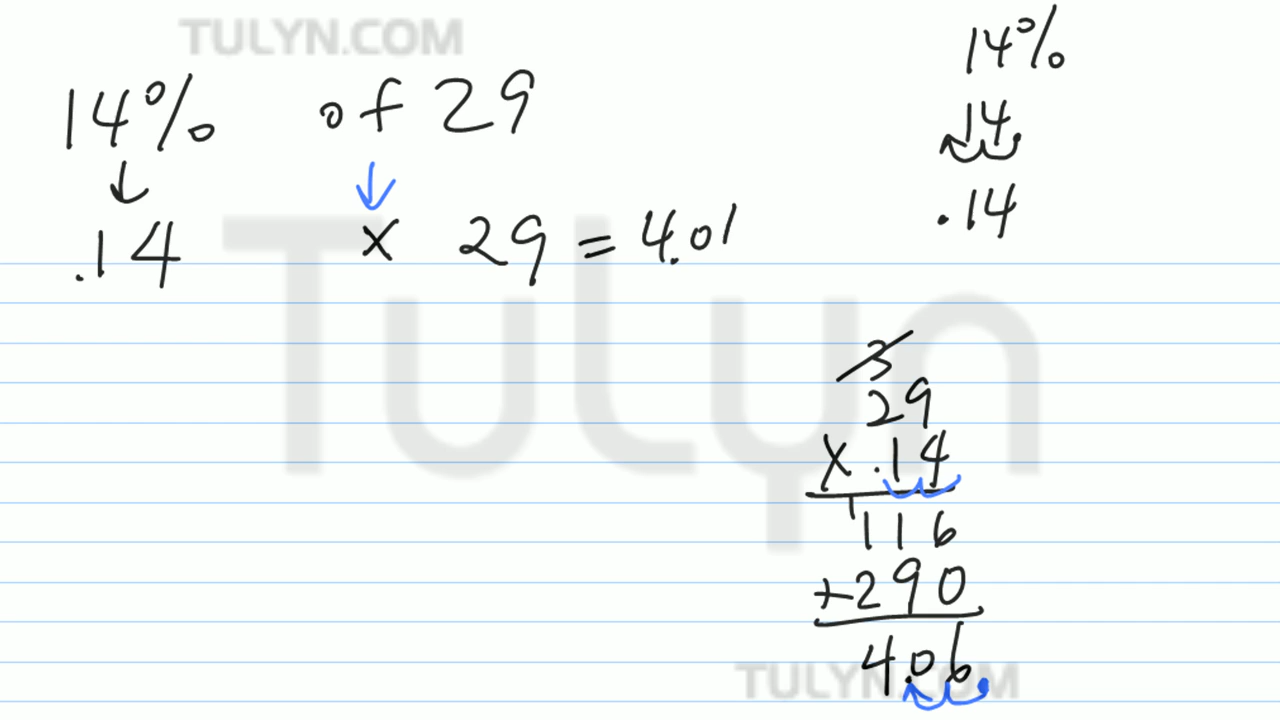 TULYN.COM
14% of 29
.14 x 29 = 4.01
14%
14
.14
Tulyn
3
29
x .14
1
116
+290
4.06
TULYN.COM